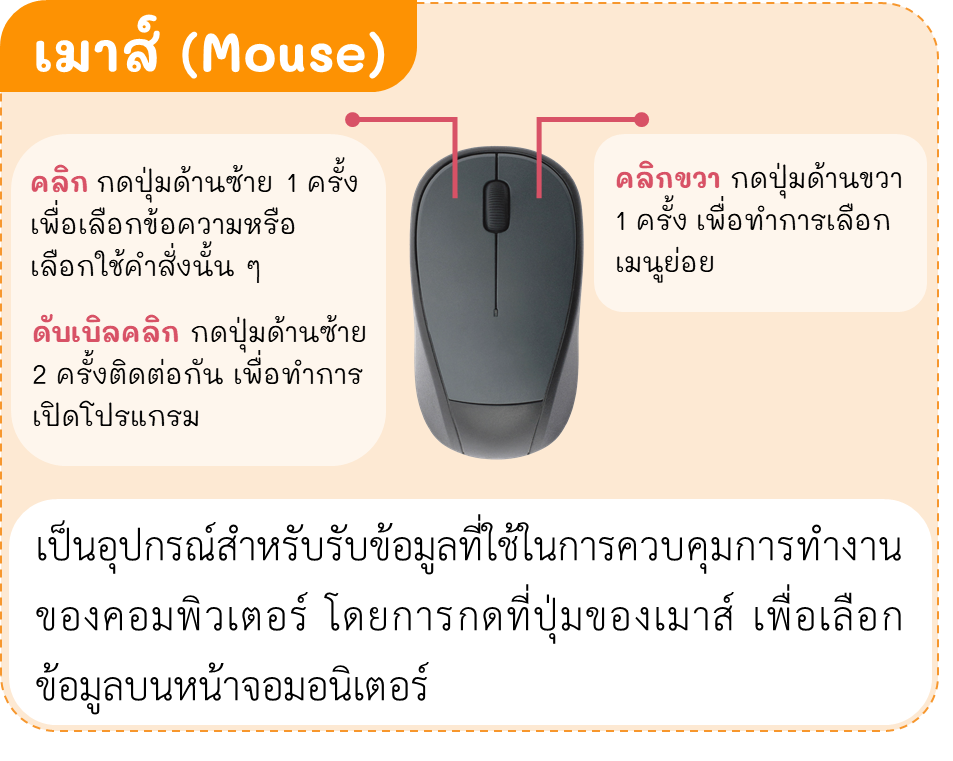 เมาส์ (Mouse)
คลิก กดปุ่มด้านซ้าย 1 ครั้ง
เพื่อเลือกข้อความหรือ
เลือกใช้คำสั่งนั้น ๆ
ดับเบิลคลิก กดปุ่มด้านซ้าย
2 ครั้งติดต่อกัน เพื่อทำการ
เปิดโปรแกรม
คลิกขวา กดปุ่มด้านขวา
1 ครั้ง เพื่อทำการเลือก
เมนูย่อย
เป็นอุปกรณ์สำหรับรับข้อมูลที่ใช้ในการควบคุมการทำงาน
ของคอมพิวเตอร์ โดยการกดที่ปุ่มของเมาส์ เพื่อเลือก
ข้อมูลบนหน้าจอมอนิเตอร์